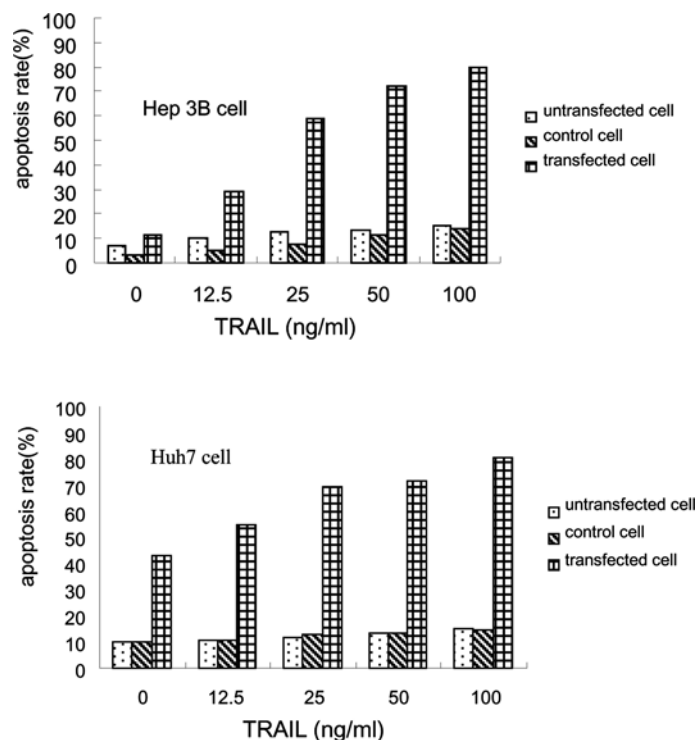 100
90
80
70
60
50
40
30
20
10
0
apoptosis rate(%)
Hep 3B cell
untransfected cell
control cell
transfected cell
0 12.5 25 50 100
TRAIL (ng/ml)
100
90
80
70
60
50
40
30
20
10
0
apoptosis rate(%)
Huh7 cell
untransfected cell
control cell
transfected cell
0 12.5 25 50 100
TRAIL (ng/ml)